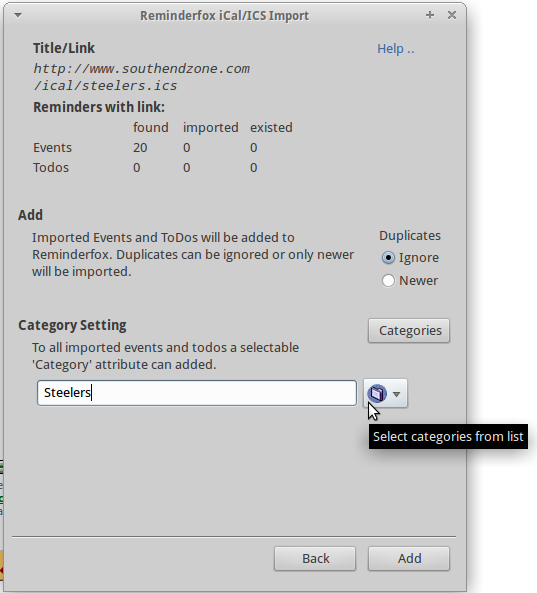 Reminderfox iCal/ICS Import
Title/Link
Help ..
http://www.southendzone.com
/ical/steelers.ics
Reminders with link:
found imported existed
Events 20 0 0
Todos 0 0 0
Add
Imported Events and ToDos will be added to
Reminderfox. Duplicates can be ignored or only newer
will be imported.
Duplicates
Ignore
Newer
Category Setting
Categories
To all imported events and todos a selectable
'Category' attribute can added.
Steelers
Select categories from list
Back
Add